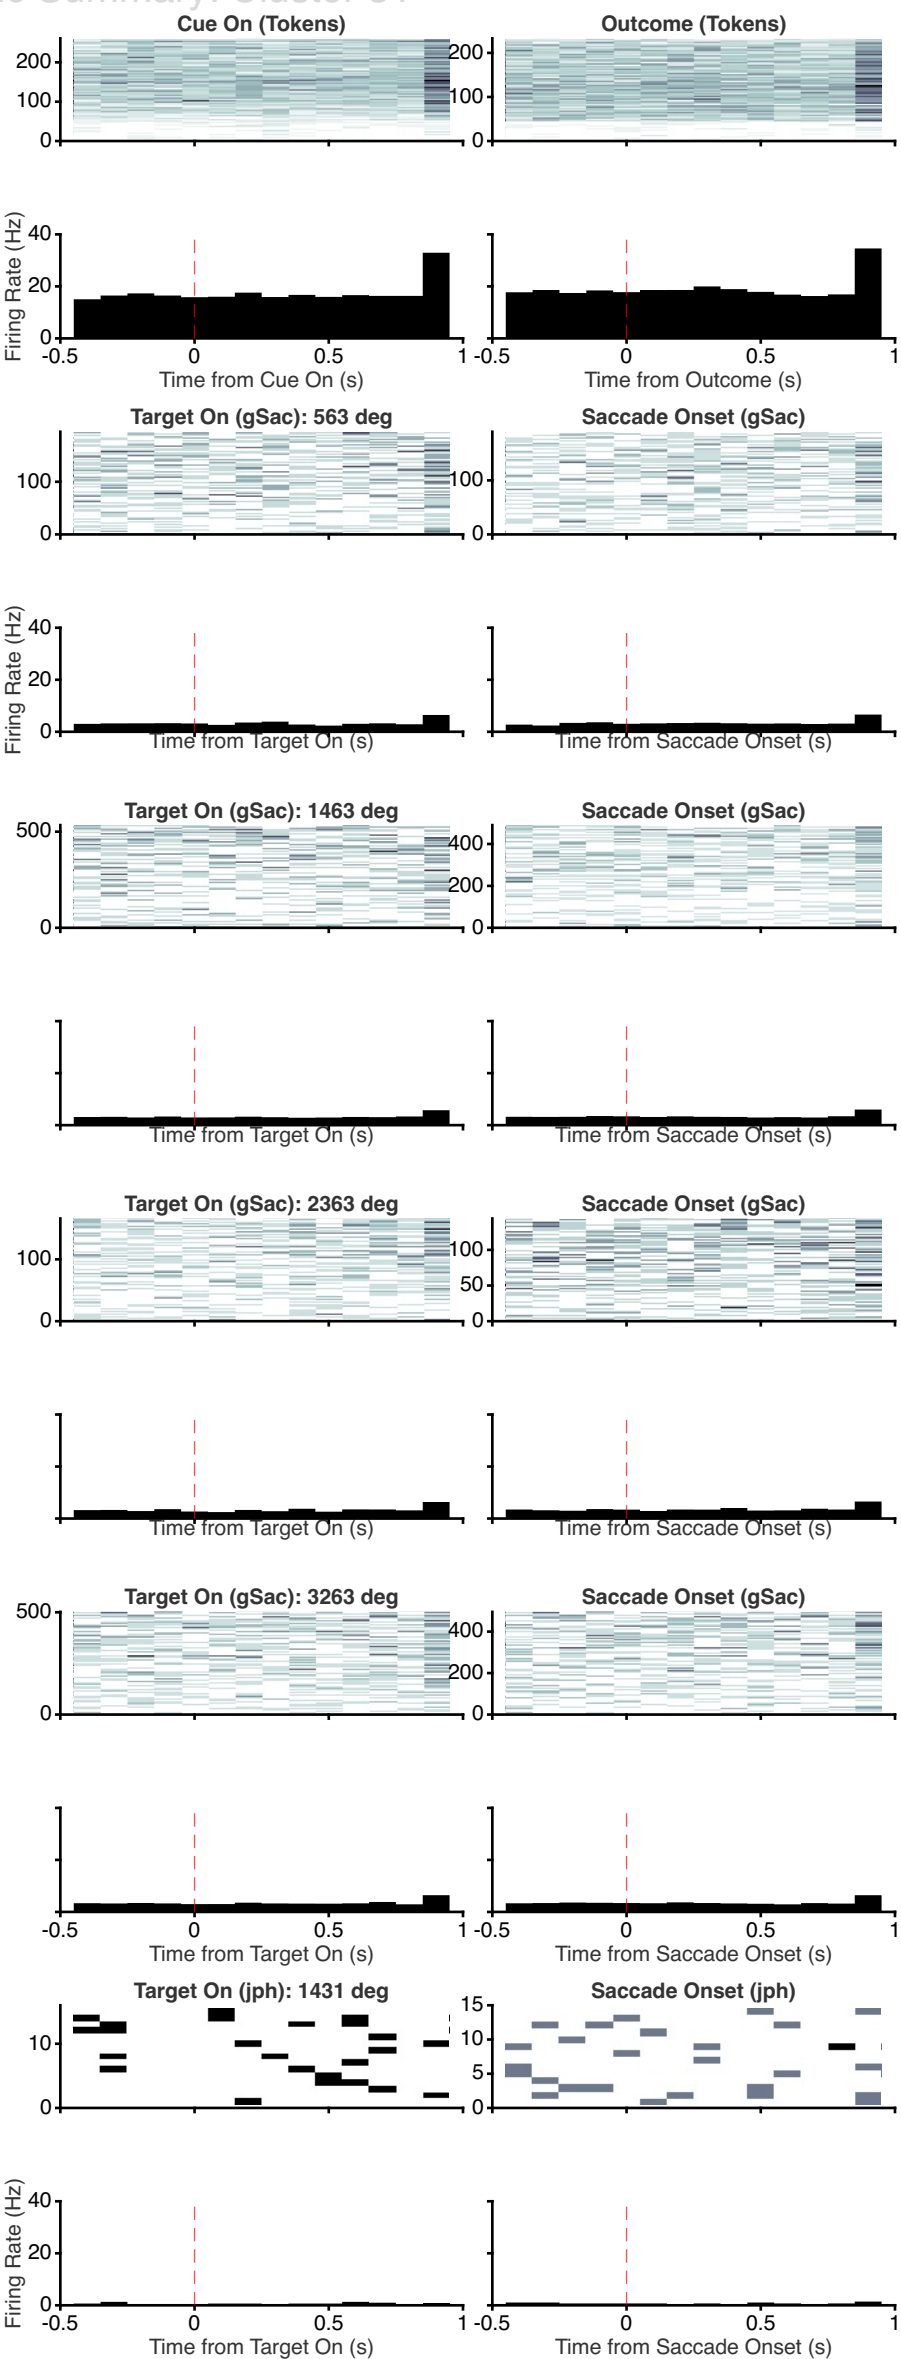 Summary: Cluster
Cue On (Tokens) Outcome (Tokens)
200 200
100 100
0 0
Firing Rate (Hz)
40
20
0
-0.5 0 0.5 1 -0.5 0 0.5 1
Time from Cue On (s) Time from Outcome (s)
Target On (gSac): 563 deg Saccade Onset (gSac)
100 100
0 0
Firing Rate (Hz)
40
20
0
Time from Target On (s) Time from Saccade Onset (s)
Target On (gSac): 1463 deg Saccade Onset (gSac)
500 400
200
0 0
Time from Target On (s) Time from Saccade Onset (s)
Target On (gSac): 2363 deg Saccade Onset (gSac)
100 100
50
0 0
Time from Target On (s) Time from Saccade Onset (s)
Target On (gSac): 3263 deg Saccade Onset (gSac)
500 400
200
0 0
-0.5 0 0.5 1 -0.5 0 0.5 1
Time from Target On (s) Time from Saccade Onset (s)
Target On (jph): 1431 deg Saccade Onset (jph)
15
10 10
5
0 0
Firing Rate (Hz)
40
20
0
-0.5 0 0.5 1 -0.5 0 0.5 1
Time from Target On (s) Time from Saccade Onset (s)